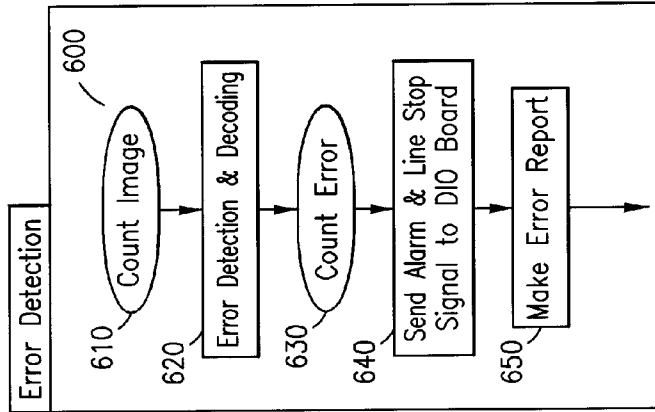 Error Detection
600
610
Count Image
620
Error Detection & Decoding
630
Count Error
640
Send Alarm & Line Stop
Signal to DIO Board
650
Make Error Report